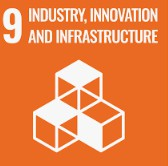 9 INDUSTRY, INNOVATION
AND INFRASTRUCTURE